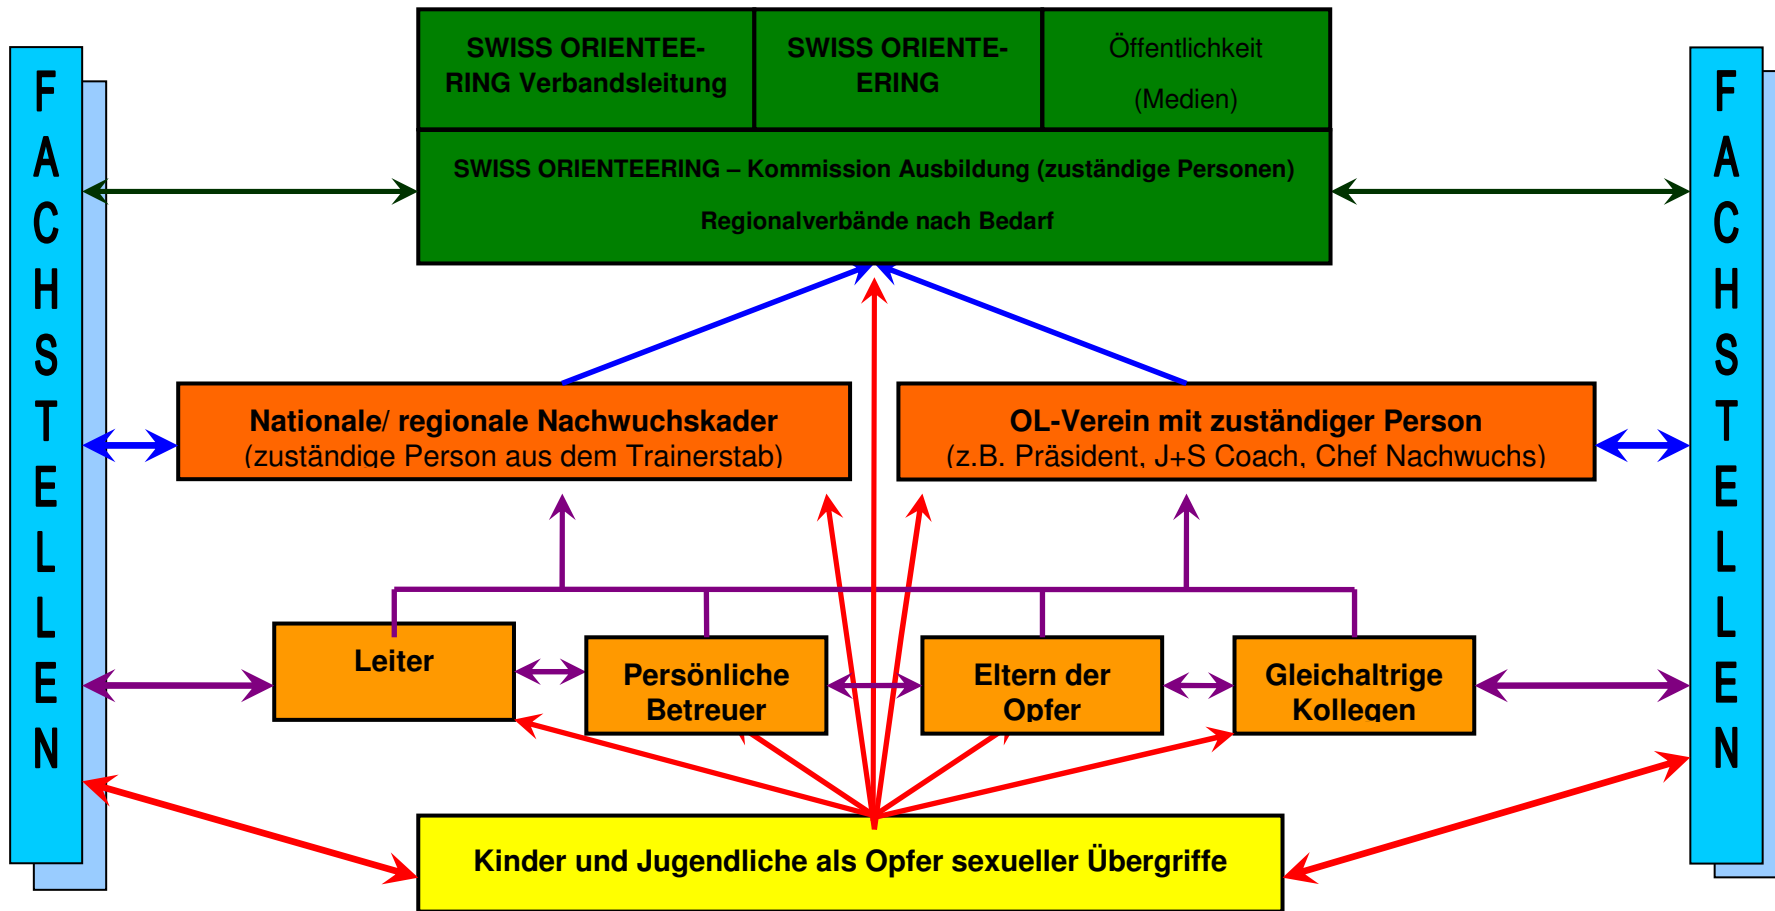 FACHSTELLEN
SWISS ORIENTEE-
RING Verbandsleitung
SWISS ORIENTE-
ERING
Öffentlichkeit
(Medien)
SWISS ORIENTEERING – Kommission Ausbildung (zuständige Personen)
Regionalverbände nach Bedarf
Nationale/ regionale Nachwuchskader
(zuständige Person aus dem Trainerstab)
OL-Verein mit zuständiger Person
(z.B. Präsident, J+S Coach, Chef Nachwuchs)
Leiter
Persönliche
Betreuer
Eltern der
Opfer
Gleichaltrige
Kollegen
Kinder und Jugendliche als Opfer sexueller Übergriffe
FACHSTELLEN